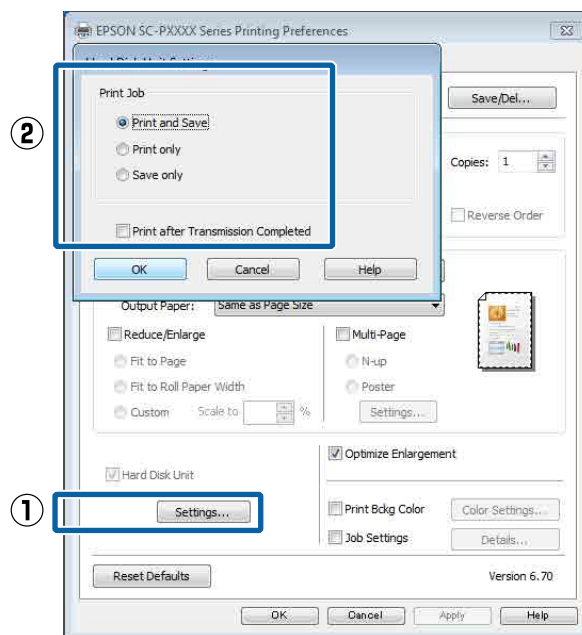 EPSON SC-PXXXX Series Printing Preferences
Print Job
Print and Save
Print only
Save only
Print after Transmission Completed
OK Cancel Help
②
Save/Del...
Copies: 1
Reverse Order
Output Paper: Same as Page Size
Reduce/Enlarge
Fit to Page
Fit to Roll Paper Width
Custom Scale to %
Multi-Page
N-up
Poster
Settings...
Optimize Enlargement
Hard Disk Unit
①
Settings...
Print Bckg Color Color Settings...
Job Settings Details...
Reset Defaults Version 6.70
OK Cancel Apply Help